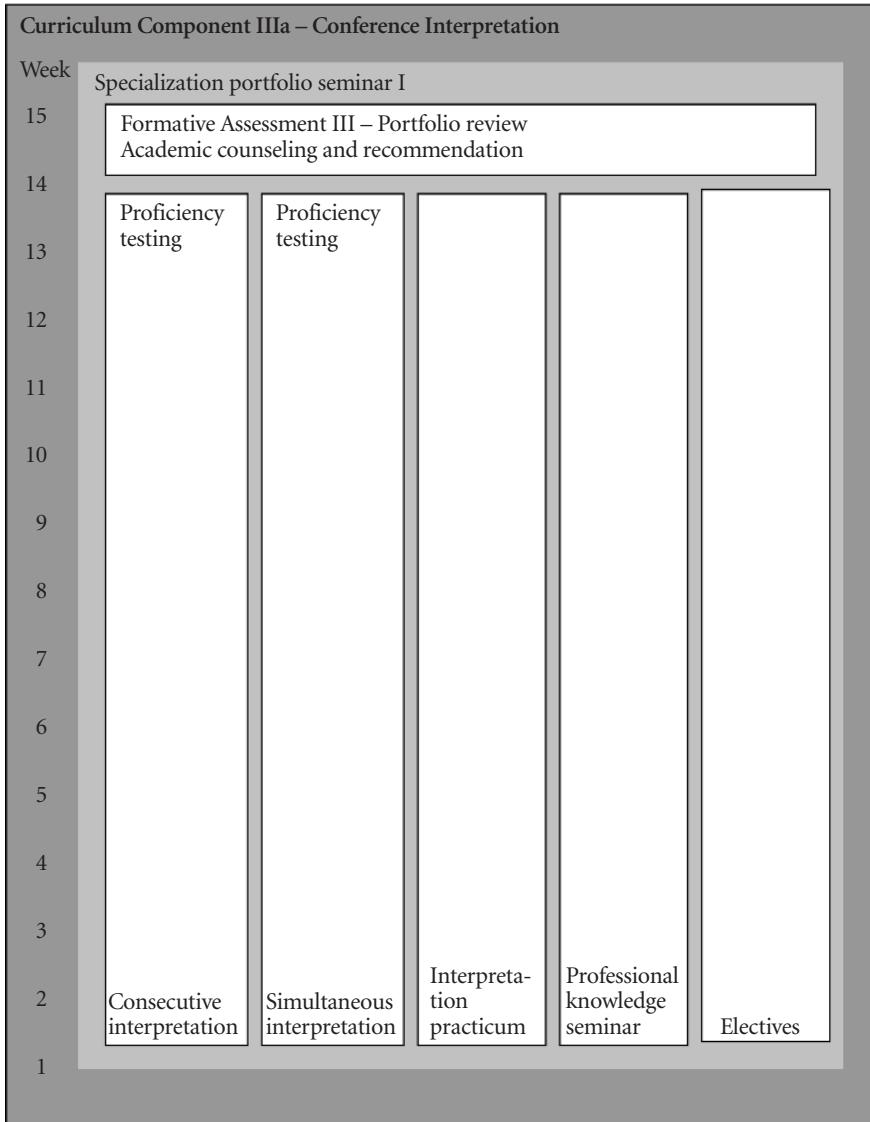 Curriculum Component IIIa – Conference Interpretation
Week
Specialization portfolio seminar I
15
Formative Assessment III – Portfolio review
Academic counseling and recommendation
14
Proficiency
testing
Proficiency
testing
13
12
11
10
9
8
7
6
5
4
3
2
Consecutive
interpretation
Simultaneous
interpretation
Interpreta-
tion
practicum
Professional
knowledge
seminar
Electives
1